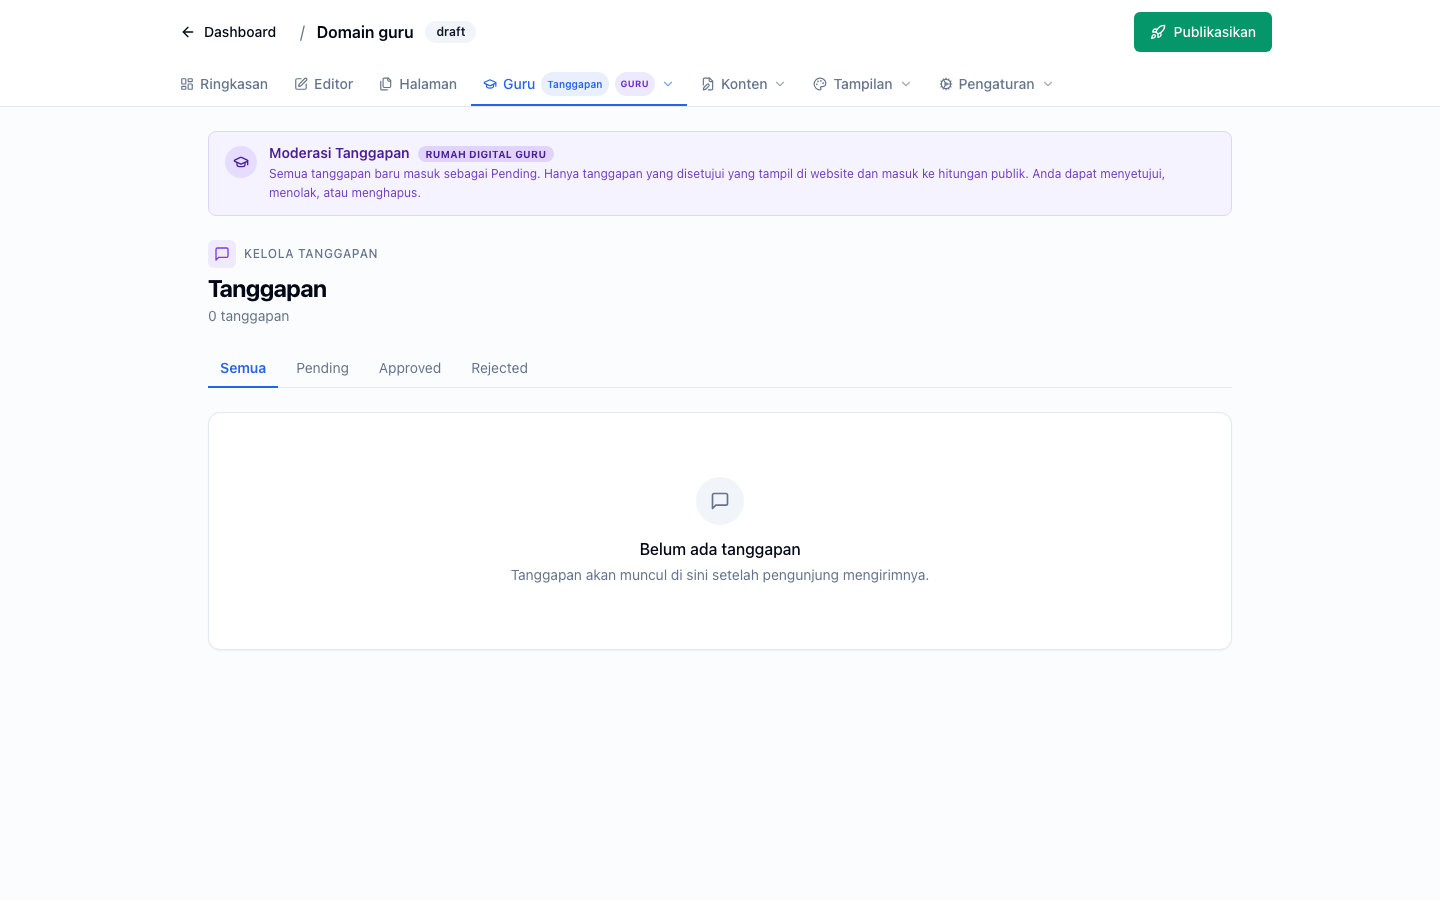 Dashboard / Domain guru draft
Publikasikan
Ringkasan Editor Halaman Guru Tanggapan GURU Konten Tampilan Pengaturan
Moderasi Tanggapan RUMAH DIGITAL GURU
Semua tanggapan baru masuk sebagai Pending. Hanya tanggapan yang disetujui yang tampil di website dan masuk ke hitungan publik. Anda dapat menyetujui,
menolak, atau menghapus.
KELOLA TANGGAPAN
Tanggapan
0 tanggapan
Semua Pending Approved Rejected
Belum ada tanggapan
Tanggapan akan muncul di sini setelah pengunjung mengirimnya.